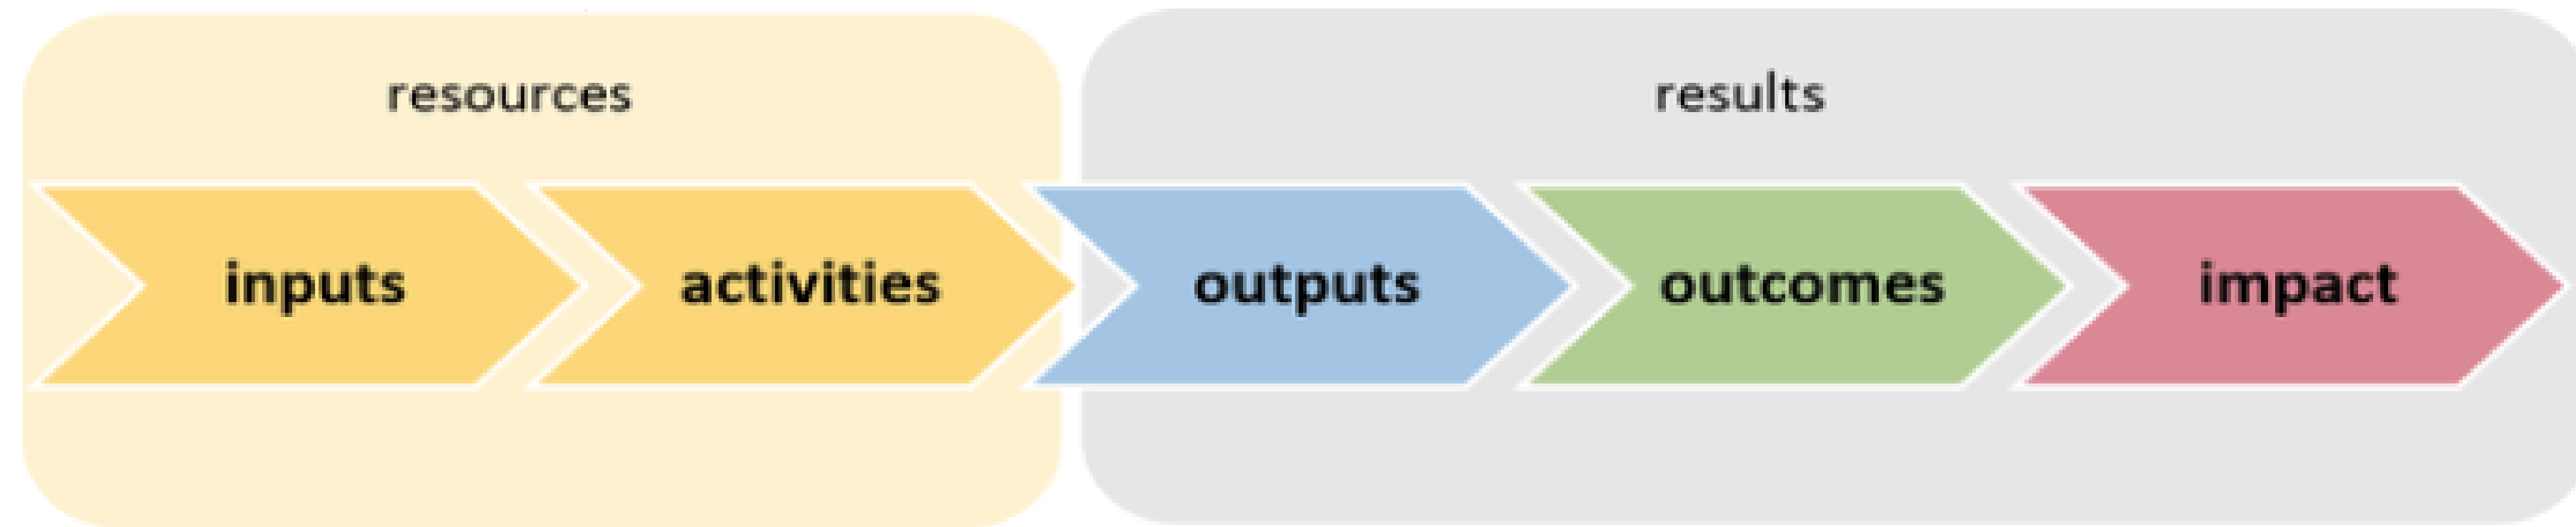 resources
results
inputs
activities
outputs
outcomes
impact